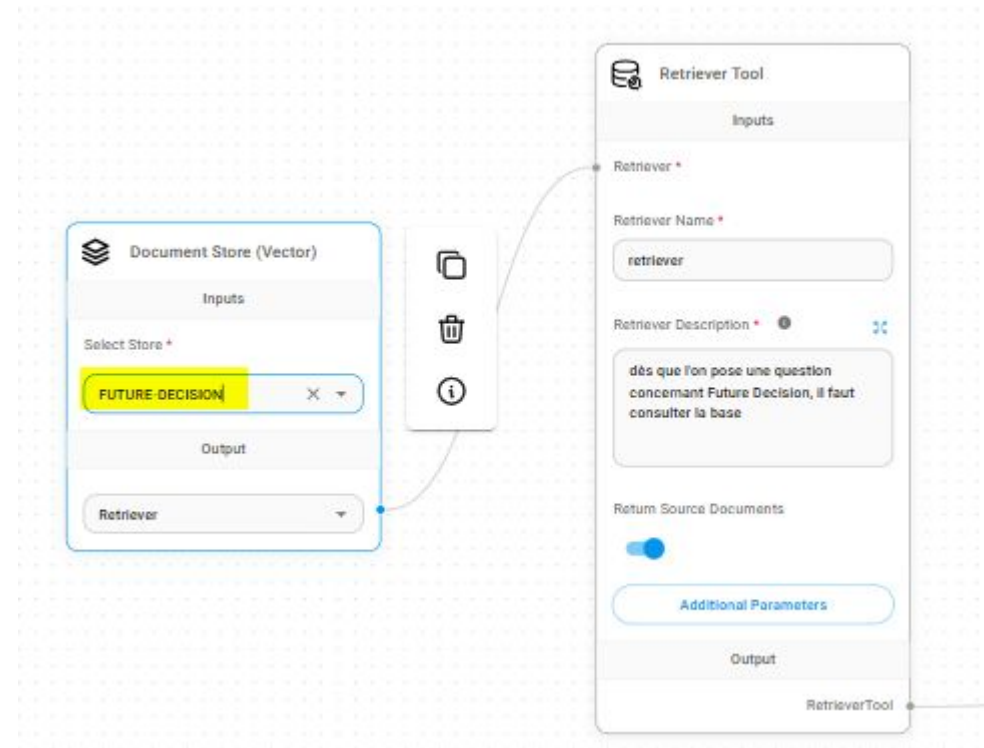 Document Store (Vector)
Inputs
Select Store *
FUTURE-DECISION
Output
Retriever
Retriever Tool
Inputs
Retriever *
Retriever Name *
retriever
Retriever Description *
dès que l'on pose une question
concernant Future Decision, il faut
consulter la base
Return Source Documents
Additional Parameters
Output
RetrieverTool